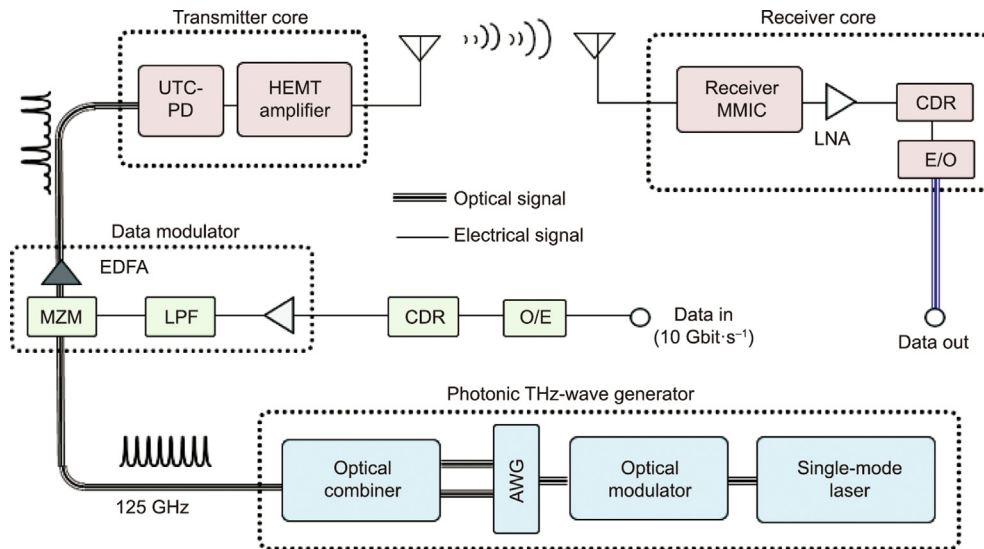 Transmitter core
Receiver core
UTC-
PD
HEMT
amplifier
Receiver
MMIC
LNA
CDR
E/O
Optical signal
Electrical signal
Data modulator
EDFA
MZM
LPF
CDR
O/E
Data in
(10 Gbit·s⁻¹)
Data out
Photonic THz-wave generator
Optical
combiner
AWG
Optical
modulator
Single-mode
laser
125 GHz